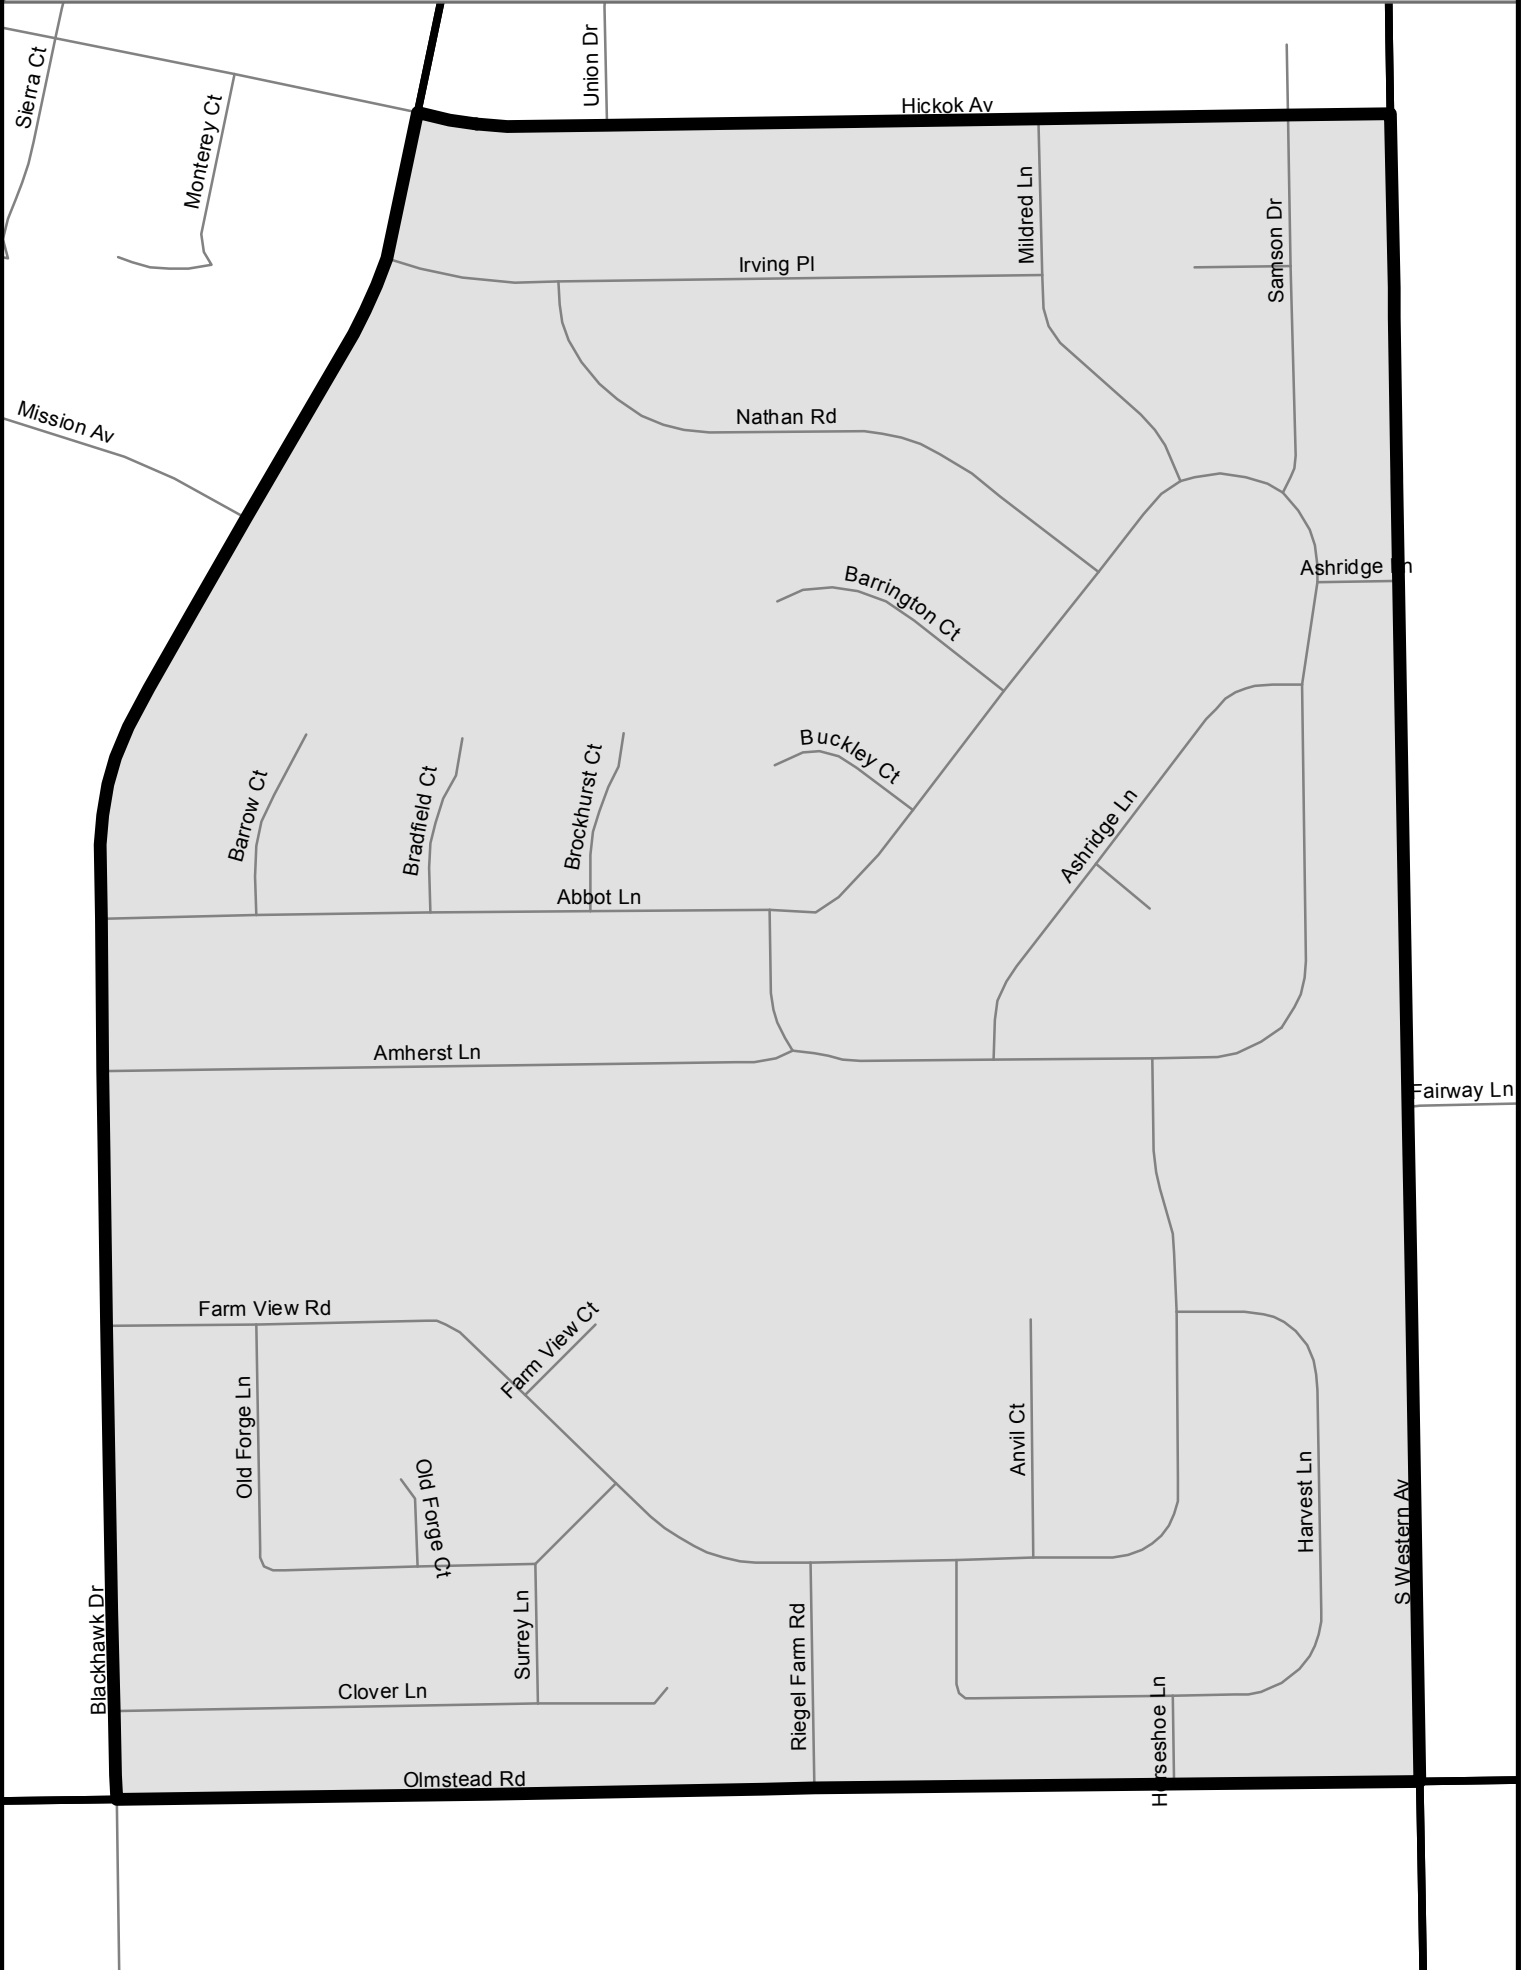 Sierra Ct
Union Dr
Monterey Ct
Hickok Av
Mildred Ln
Samson Dr
Irving Pl
Mission Av
Nathan Rd
Ashridge Ln
Barrington Ct
Buckley Ct
Barrow Ct
Bradfield Ct
Brockhurst Ct
Ashridge Ln
Abbot Ln
Amherst Ln
Fairway Ln
Farm View Rd
Farm View Ct
Old Forge Ln
Anvil Ct
Old Forge Ct
Harvest Ln
S Western Av
Blackhawk Dr
Surrey Ln
Riegel Farm Rd
Clover Ln
Horseshoe Ln
Olmstead Rd